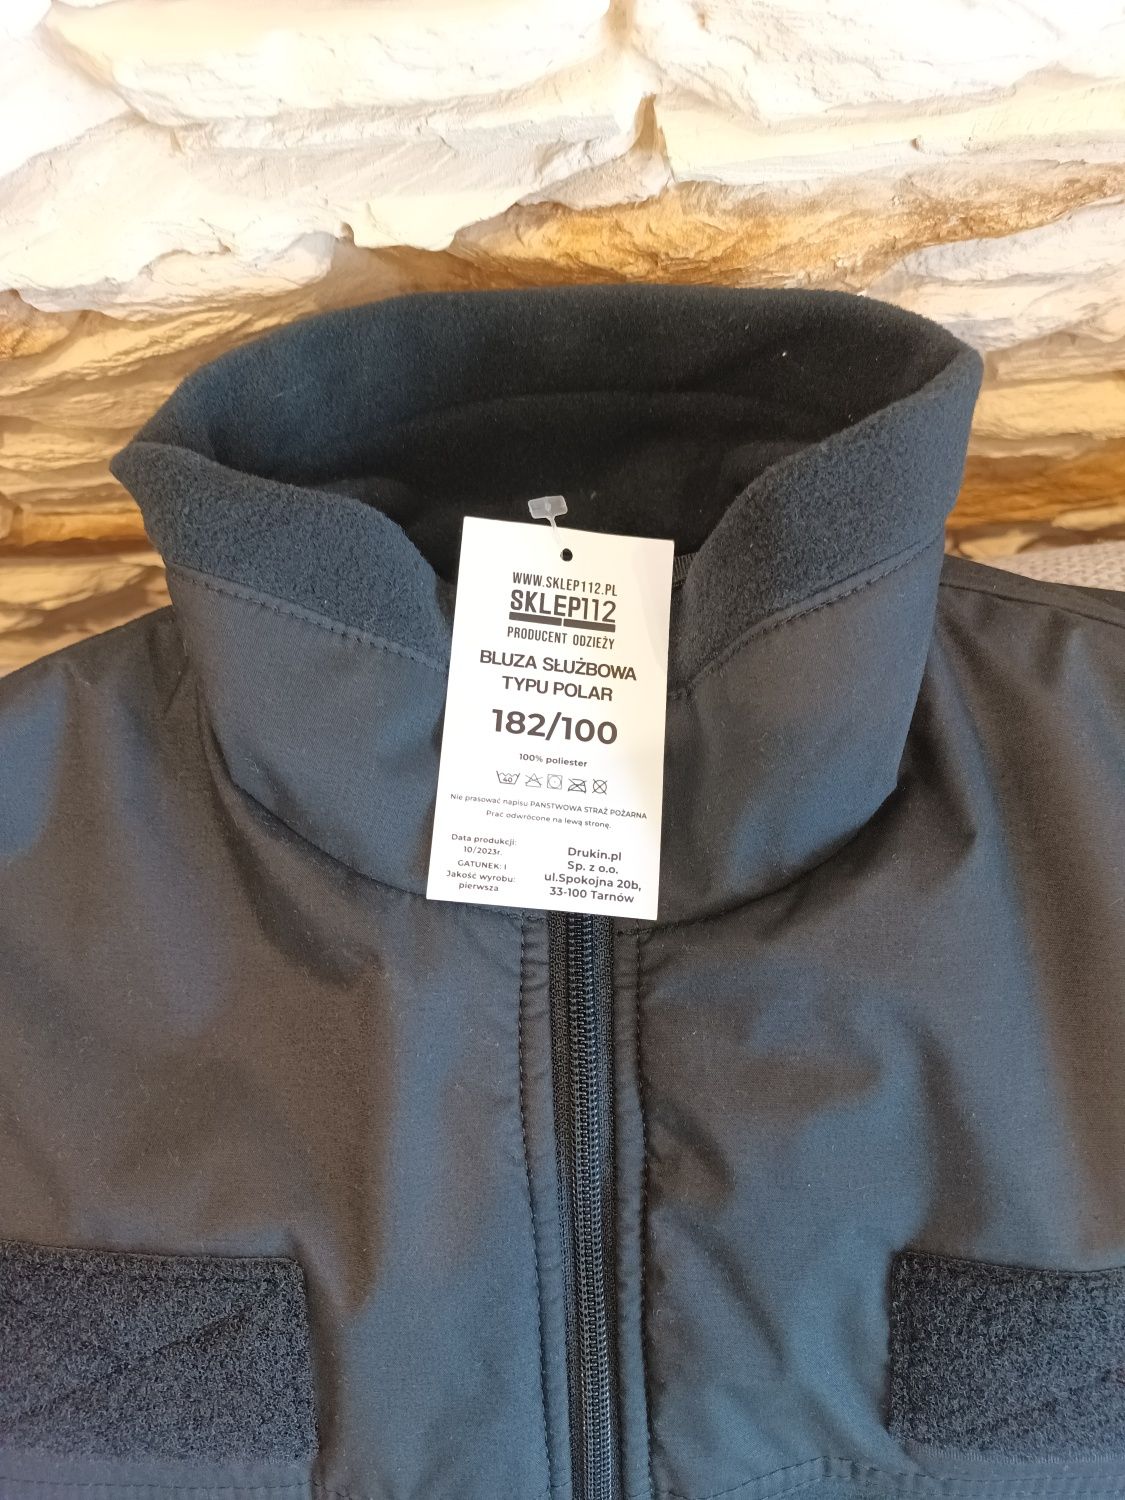 WWW.SKLEP112.PL
SKLEP112
PRODUCENT ODZIEŻY
BLUZA SŁUŻBOWA
TYPU POLAR
182/100
100% poliester
40
Nie prasować napisu PAŃSTWOWA STRAŻ POŻARNA
Prac odwrócone na lewą stronę.
Data produkcji:
10/2023r.
GATUNEK: I
Jakość wyrobu:
pierwsza
Drukin.pl
Sp. z o.o.
ul.Spokojna 20b,
33-100 Tarnów